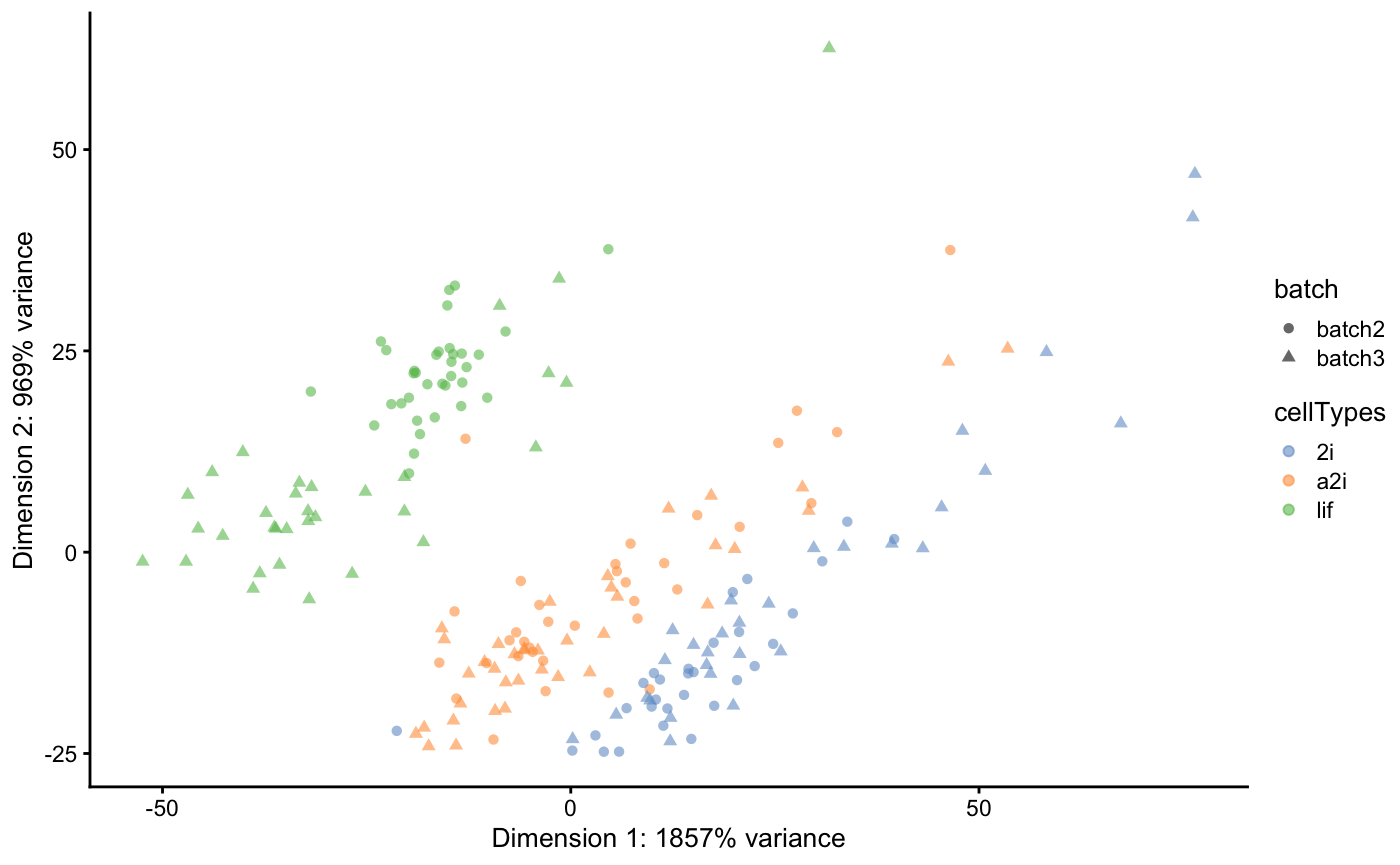 50
25
0
-25
Dimension 2: 969% variance
-50
0
50
Dimension 1: 1857% variance
batch
batch2
batch3
cellTypes
2i
a2i
lif